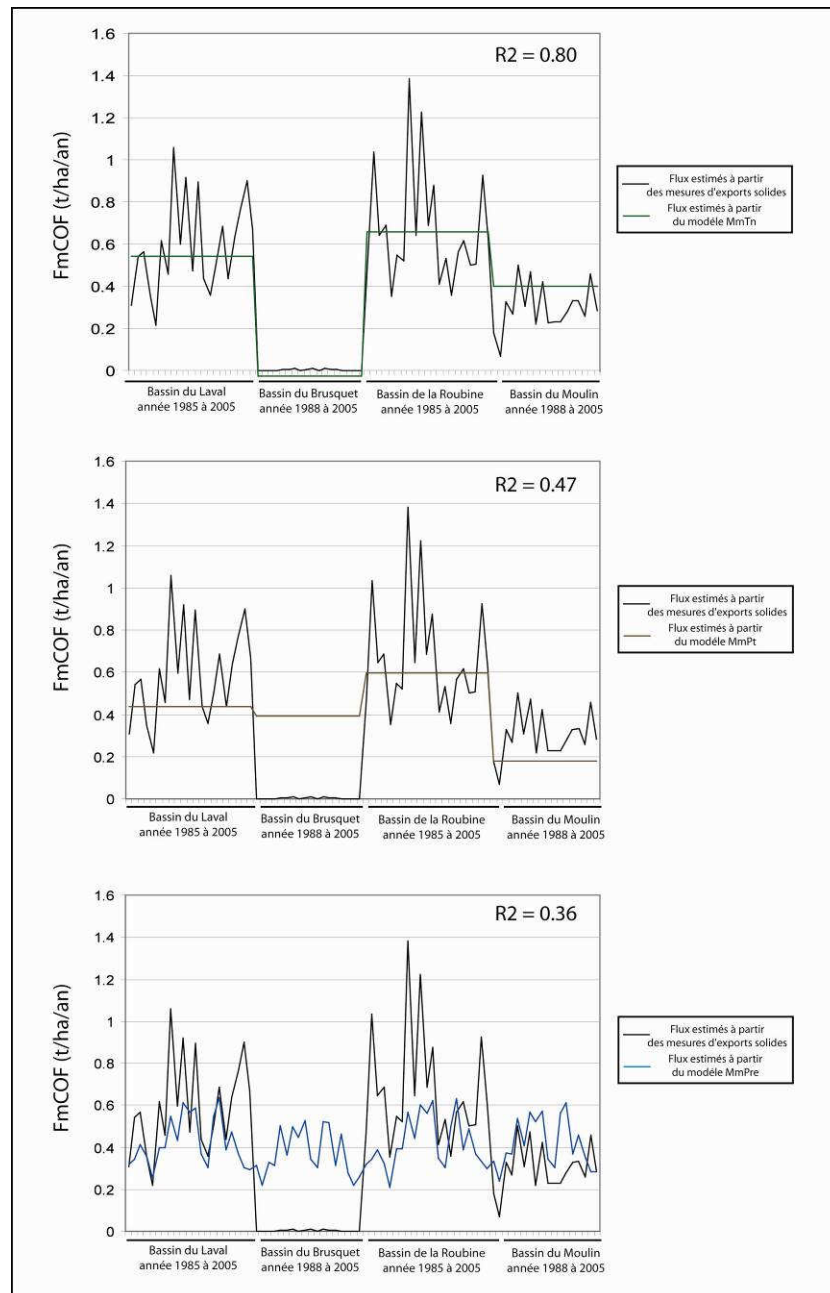 R2 = 0.80
FmCOF (t/ha/an)
1.6
1.4
1.2
1
0.8
0.6
0.4
0.2
0
Bassin du Laval
année 1985 à 2005
Bassin du Brusquet
année 1988 à 2005
Bassin de la Roubine
année 1985 à 2005
Bassin du Moulin
année 1988 à 2005
Flux estimés à partir
des mesures d'exports solides
Flux estimés à partir
du modèle MmTn
R2 = 0.47
FmCOF (t/ha/an)
1.6
1.4
1.2
1
0.8
0.6
0.4
0.2
0
Bassin du Laval
année 1985 à 2005
Bassin du Brusquet
année 1988 à 2005
Bassin de la Roubine
année 1985 à 2005
Bassin du Moulin
année 1988 à 2005
Flux estimés à partir
des mesures d'exports solides
Flux estimés à partir
du modèle MmPt
R2 = 0.36
FmCOF (t/ha/an)
1.6
1.4
1.2
1
0.8
0.6
0.4
0.2
0
Bassin du Laval
année 1985 à 2005
Bassin du Brusquet
année 1988 à 2005
Bassin de la Roubine
année 1985 à 2005
Bassin du Moulin
année 1988 à 2005
Flux estimés à partir
des mesures d'exports solides
Flux estimés à partir
du modèle MmPre